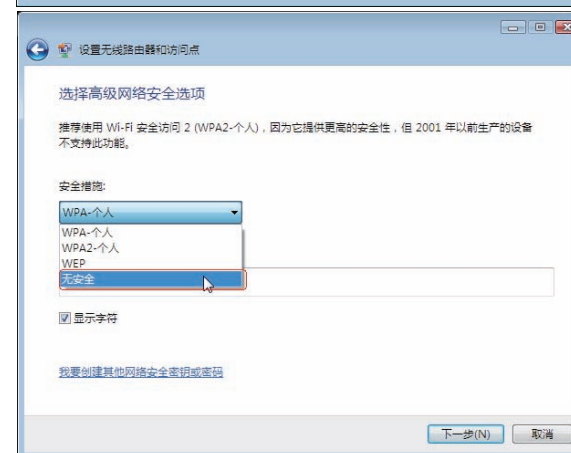 设置无线路由器和访问点
选择高级网络安全选项
推荐使用 Wi-Fi 安全访问 2 (WPA2-个人)，因为它提供更高的安全性，但 2001 年以前生产的设备
不支持此功能。
安全措施:
WPA-个人
WPA-个人
WPA2-个人
WEP
无安全
显示字符
我要创建其他网络安全密钥或密码
下一步(N) 取消